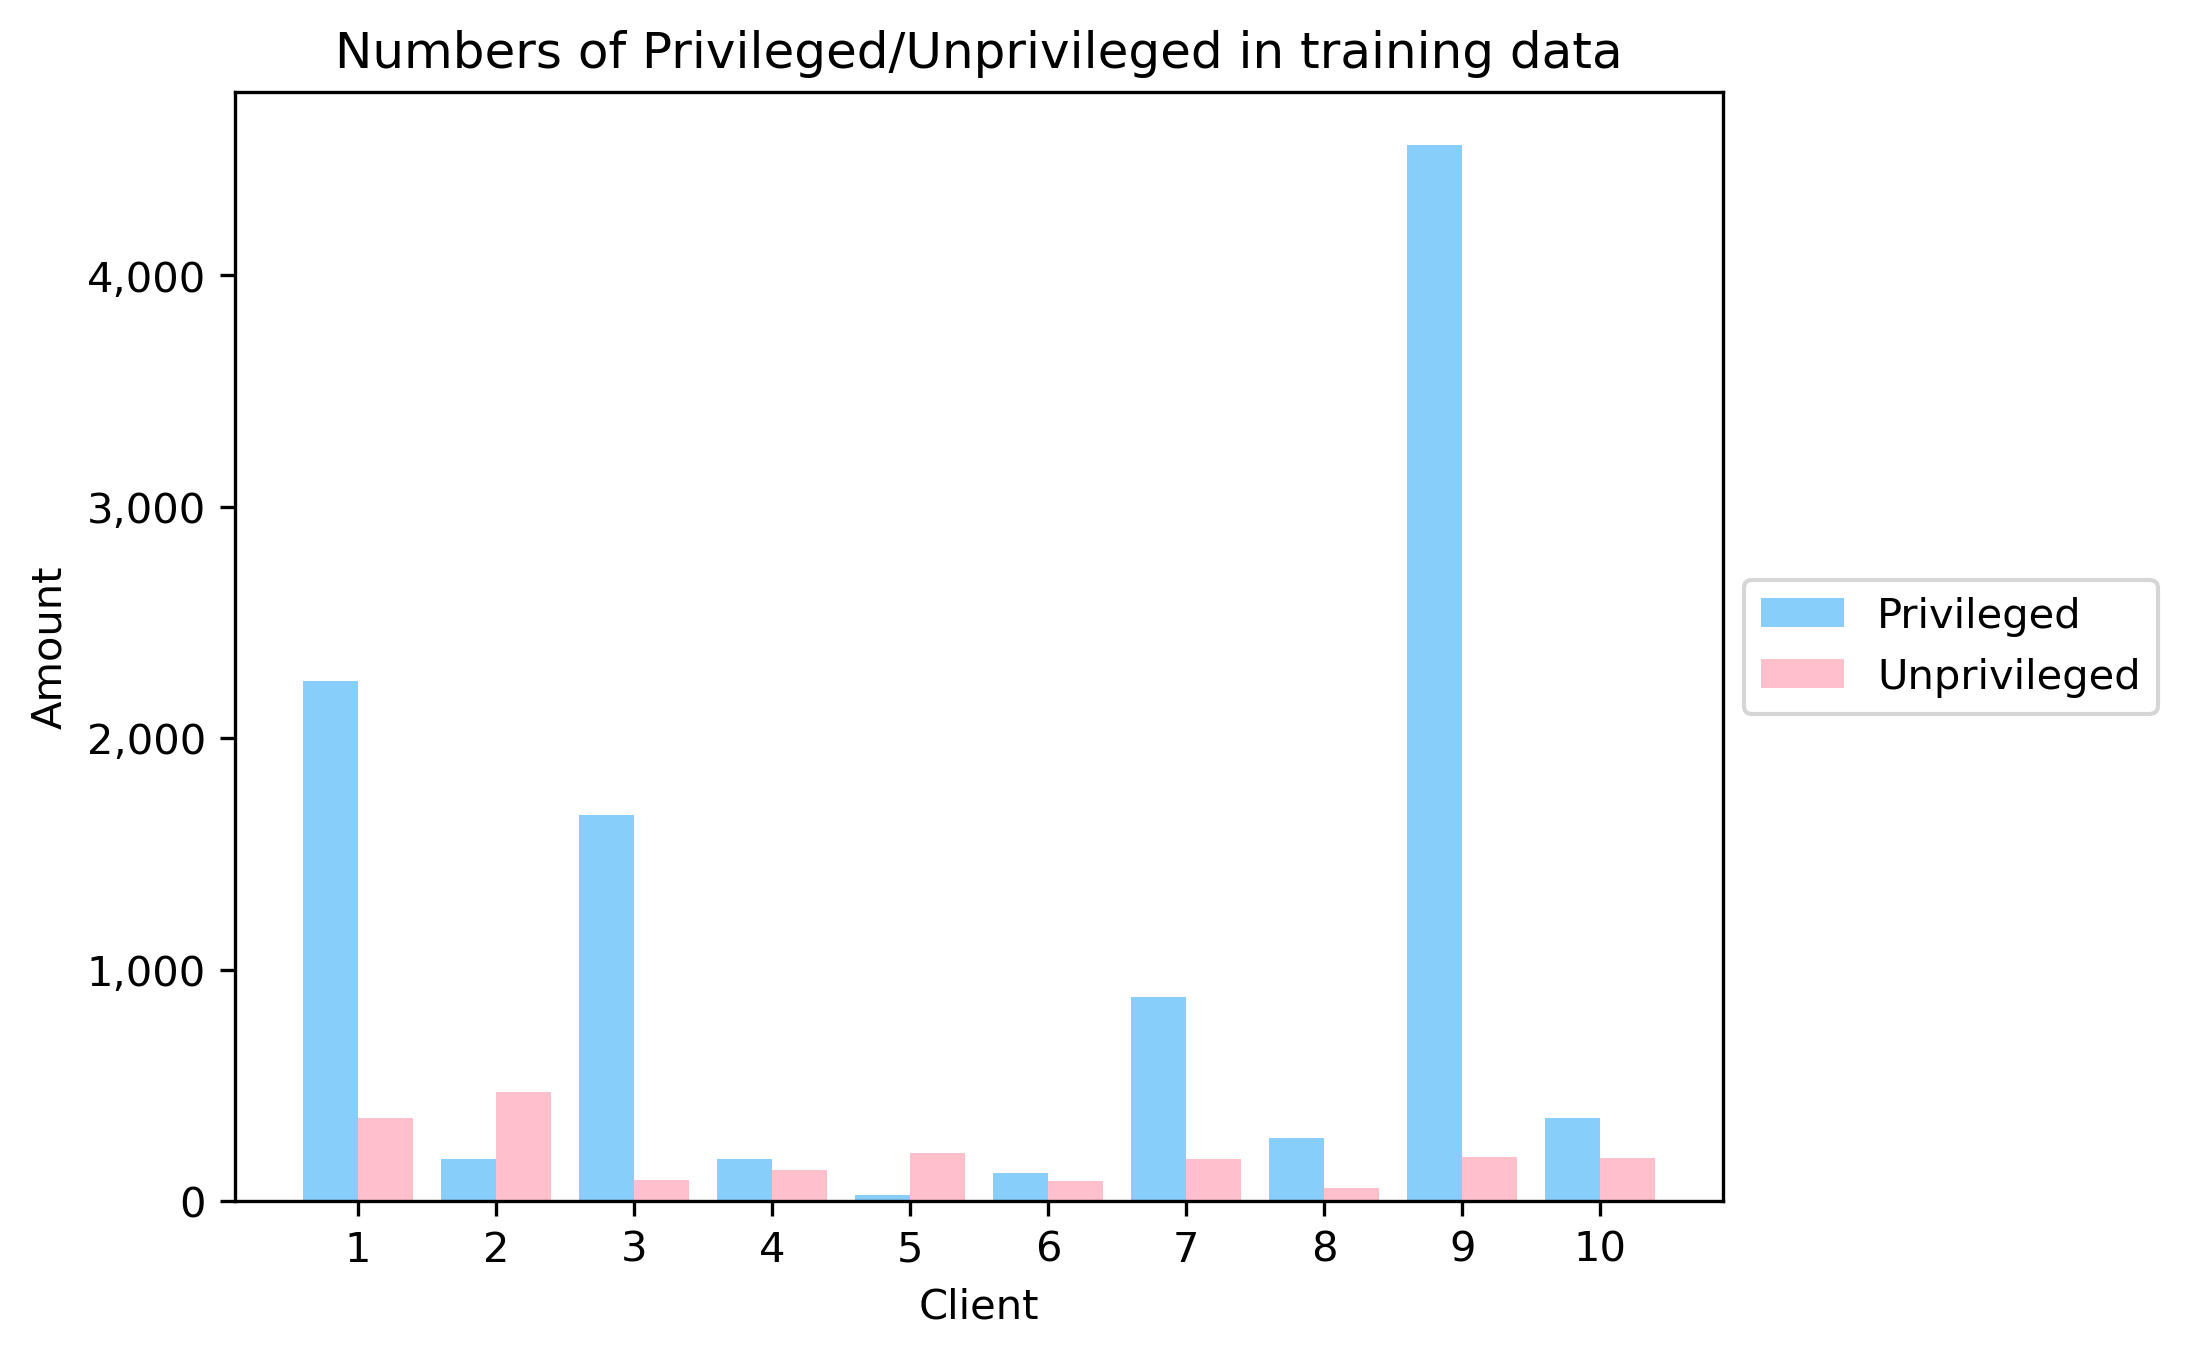 Numbers of Privileged/Unprivileged in training data
4,000
3,000
2,000
1,000
0
Amount
1 2 3 4 5 6 7 8 9 10
Client
Privileged
Unprivileged